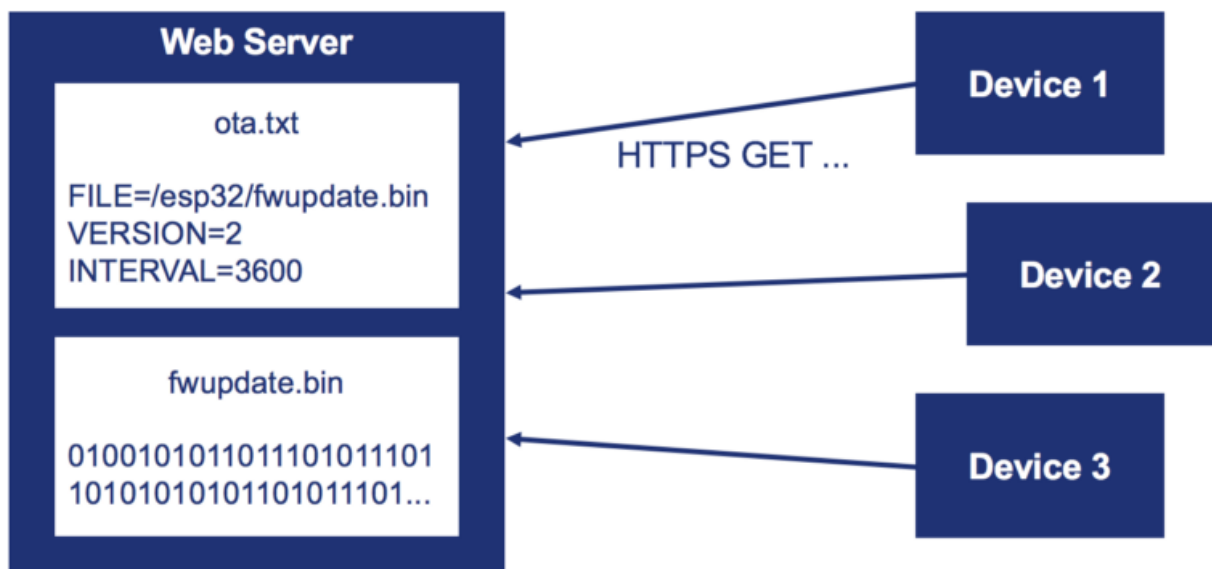 Web Server
ota.txt
FILE=/esp32/fwupdate.bin
VERSION=2
INTERVAL=3600
fwupdate.bin
0100101011011101011101
10101010101101011101...
HTTPS GET ...
Device 1
Device 2
Device 3